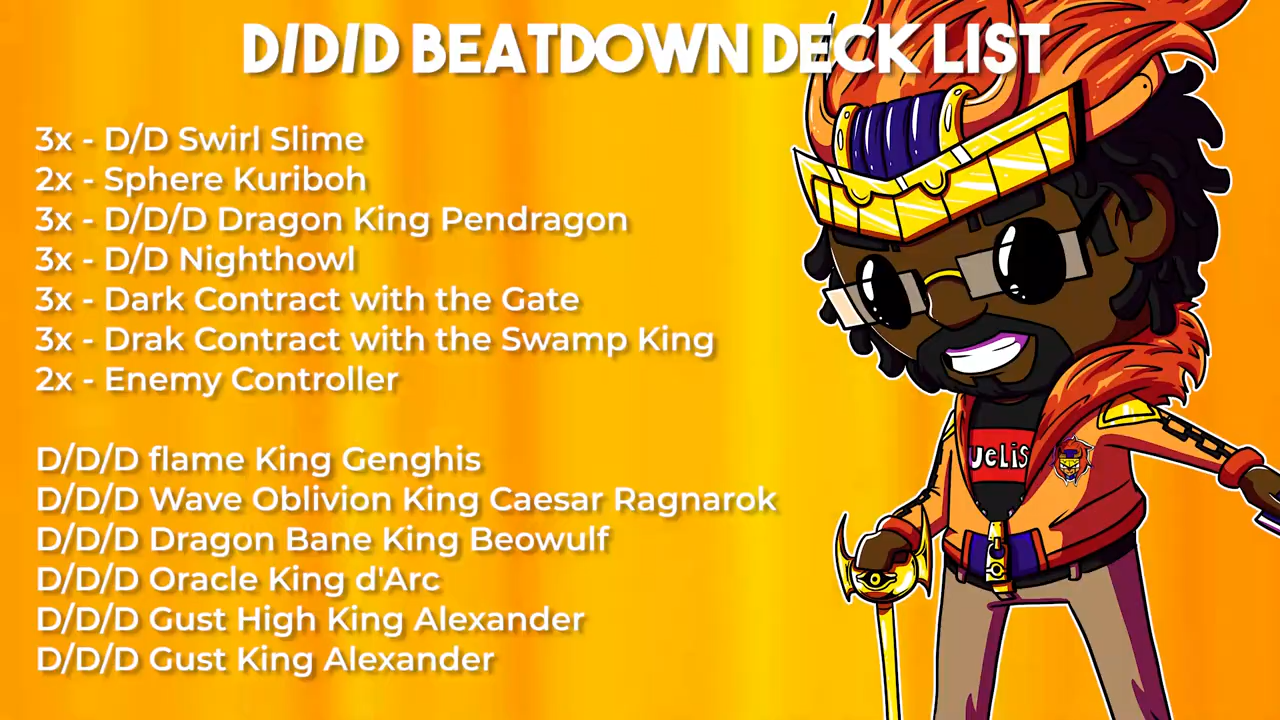 D/D/D BEATDOWN DECK LIST
3x - D/D Swirl Slime
2x - Sphere Kuriboh
3x - D/D/D Dragon King Pendragon
3x - D/D Nighthowl
3x - Dark Contract with the Gate
3x - Drak Contract with the Swamp King
2x - Enemy Controller
D/D/D flame King Genghis
D/D/D Wave Oblivion King Caesar Ragnarok
D/D/D Dragon Bane King Beowulf
D/D/D Oracle King d'Arc
D/D/D Gust High King Alexander
D/D/D Gust King Alexander
UeLiS